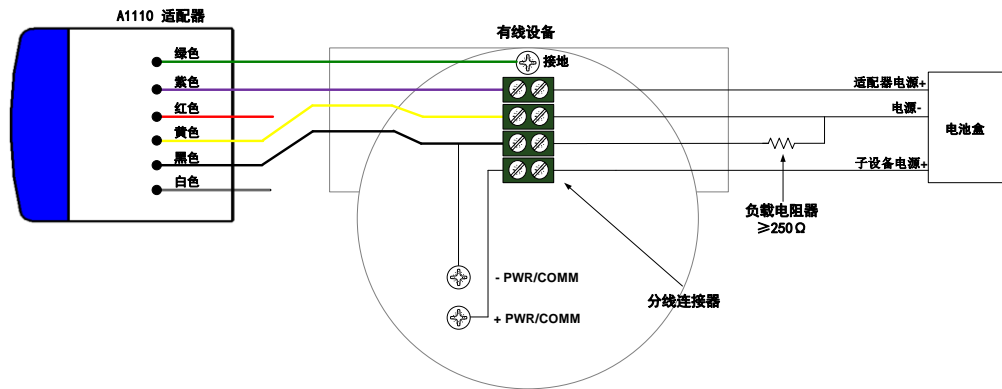 A1110 适配器
有线设备
绿色
接地
紫色
适配器电源+
红色
电源-
黄色
电池盒
黑色
子设备电源+
白色
负载电阻器
≥250Ω
- PWR/COMM
分线连接器
+ PWR/COMM